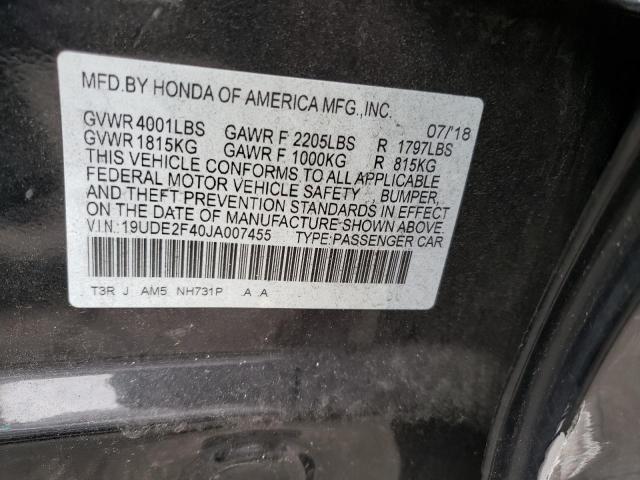 MFD.BY HONDA OF AMERICA MFG.,INC.
07/'18
GVWR 4001LBS GAWR F 2205LBS R 1797LBS
GVWR 1815KG GAWR F 1000KG R 815KG
THIS VEHICLE CONFORMS TO ALL APPLICABLE
FEDERAL MOTOR VEHICLE SAFETY , BUMPER,
AND THEFT PREVENTION STANDARDS IN EFFECT
ON THE DATE OF MANUFACTURE SHOWN ABOVE.
V.I.N.:19UDE2F40JA007455 TYPE:PASSENGER CAR
T3R J AM5 NH731P A A